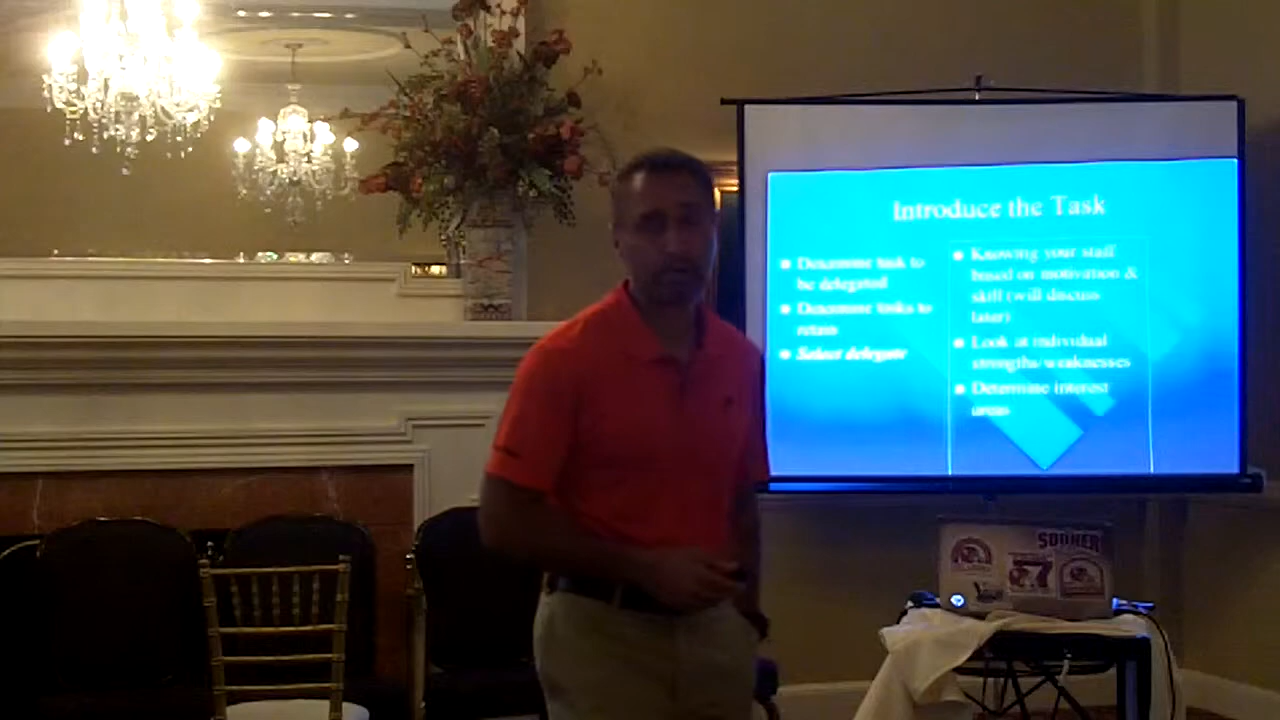 Introduce the Task
Determine task to
be delegated
Determine tasks to
retain
Select delegate
Knowing your staff
based on motivation &
skill (will discuss
later)
Look at individual
strengths/weaknesses
Determine interest
areas
SOONER